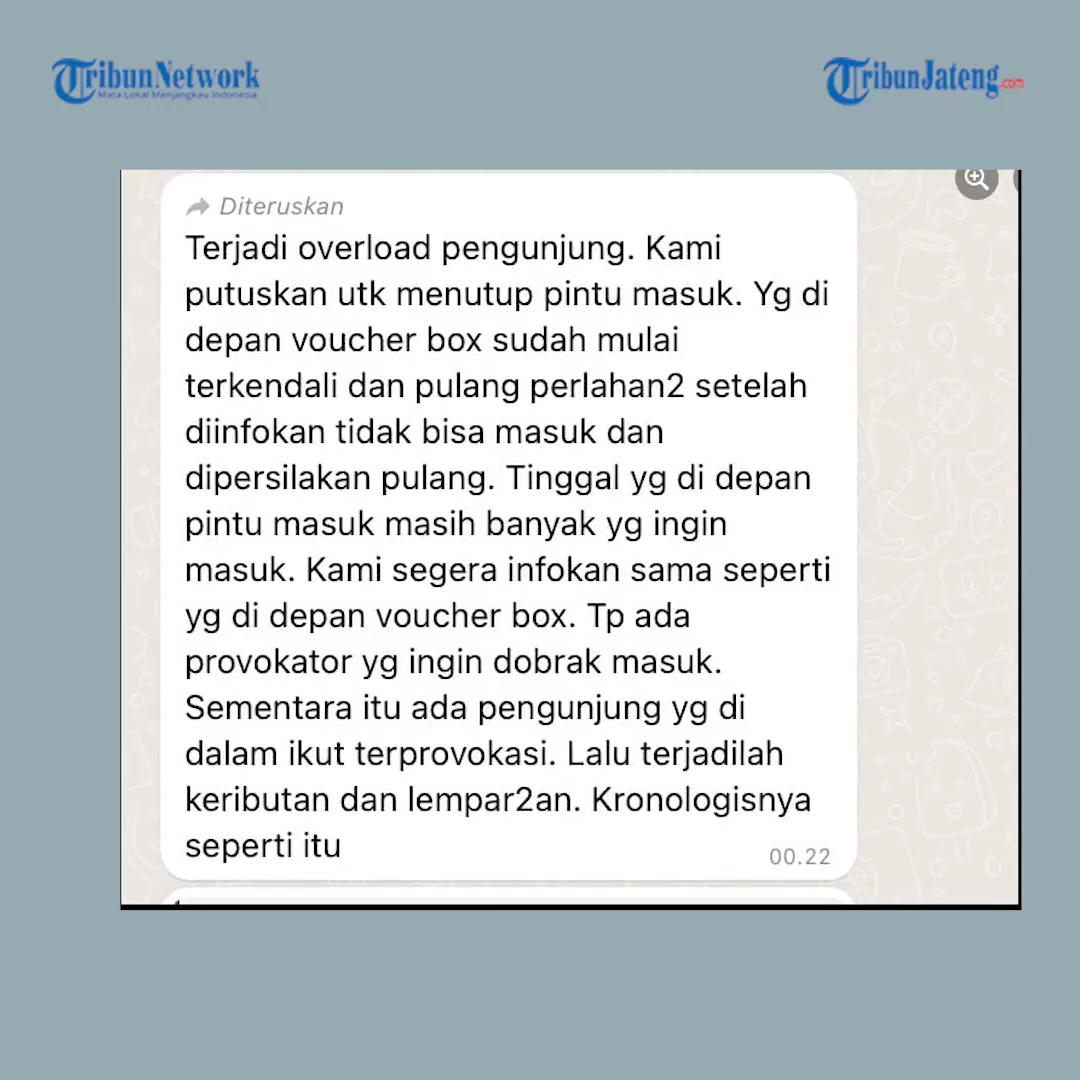 TribunNetwork
Mata Lokal Menjangkau Indonesia
TribunJateng.com
Diteruskan
Terjadi overload pengunjung. Kami
putuskan utk menutup pintu masuk. Yg di
depan voucher box sudah mulai
terkendali dan pulang perlahan2 setelah
diinfokan tidak bisa masuk dan
dipersilakan pulang. Tinggal yg di depan
pintu masuk masih banyak yg ingin
masuk. Kami segera infokan sama seperti
yg di depan voucher box. Tp ada
provokator yg ingin dobrak masuk.
Sementara itu ada pengunjung yg di
dalam ikut terprovokasi. Lalu terjadilah
keributan dan lempar2an. Kronologisnya
seperti itu
00.22